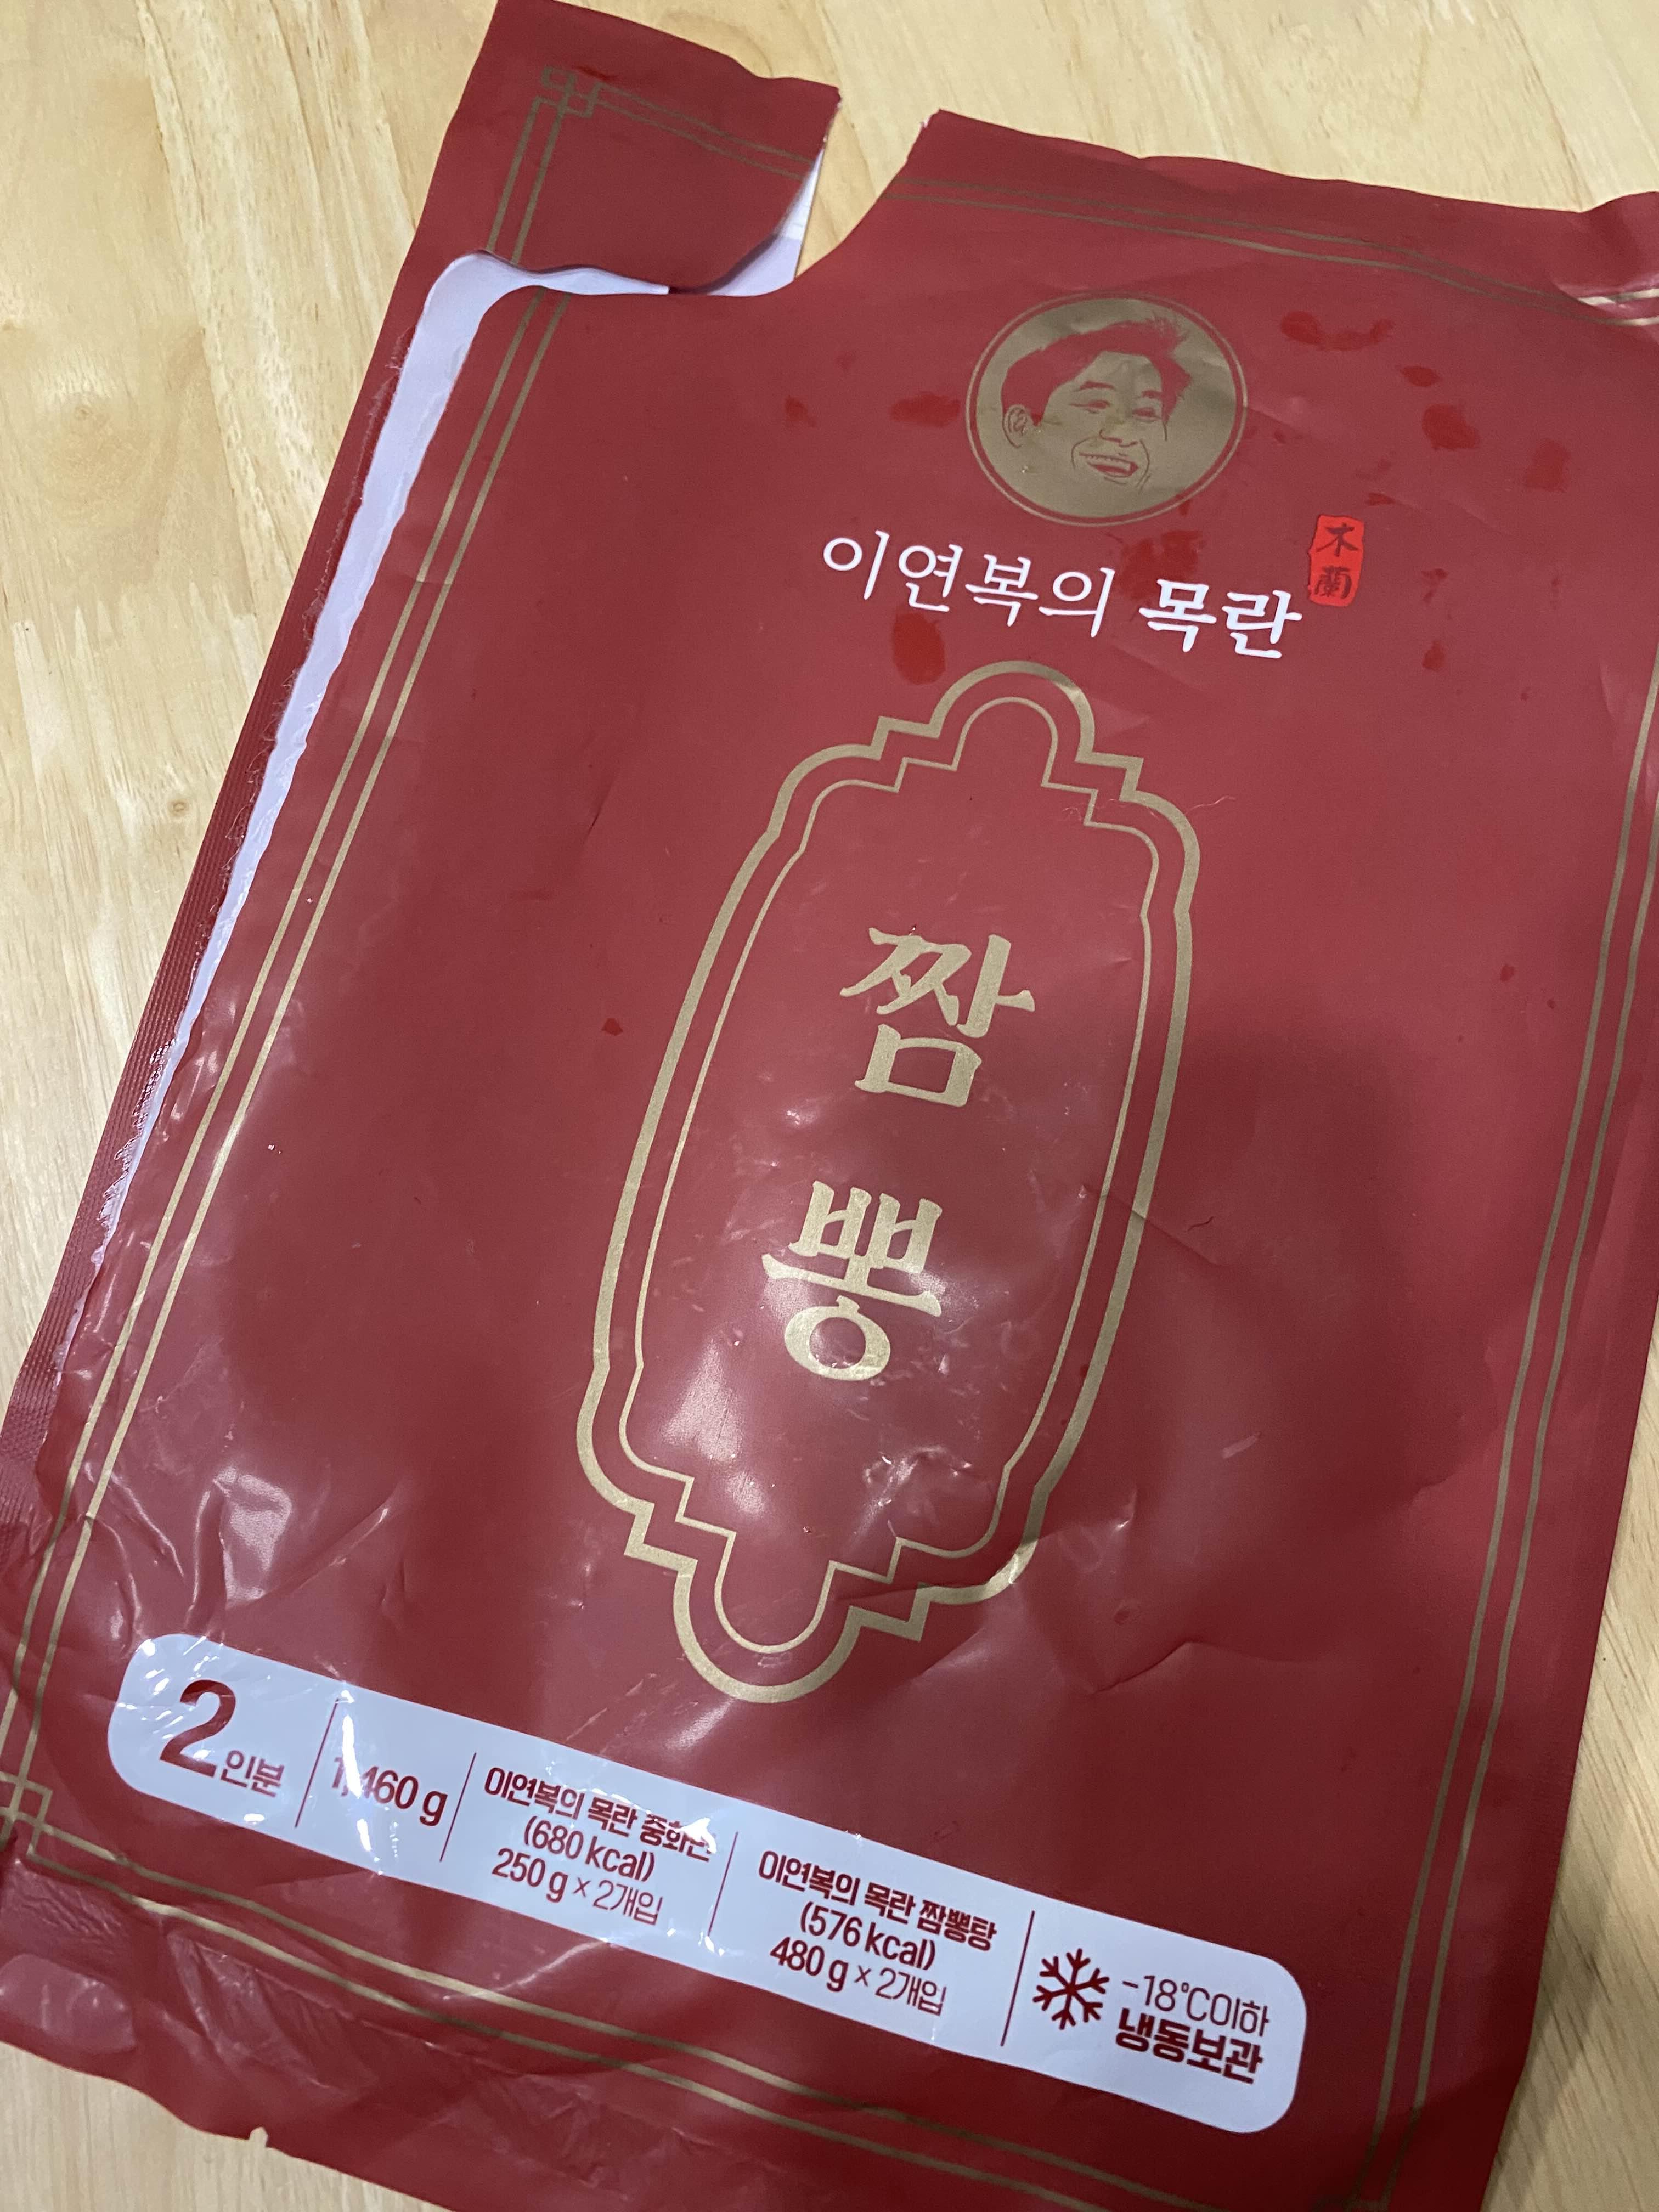 이연복의 목란
木蘭
짬
뽕
2인분
1,460 g
이연복의 목란 중화면
(680 kcal)
250 g × 2개입
이연복의 목란 짬뽕탕
(576 kcal)
480 g × 2개입
-18°C이하
냉동보관